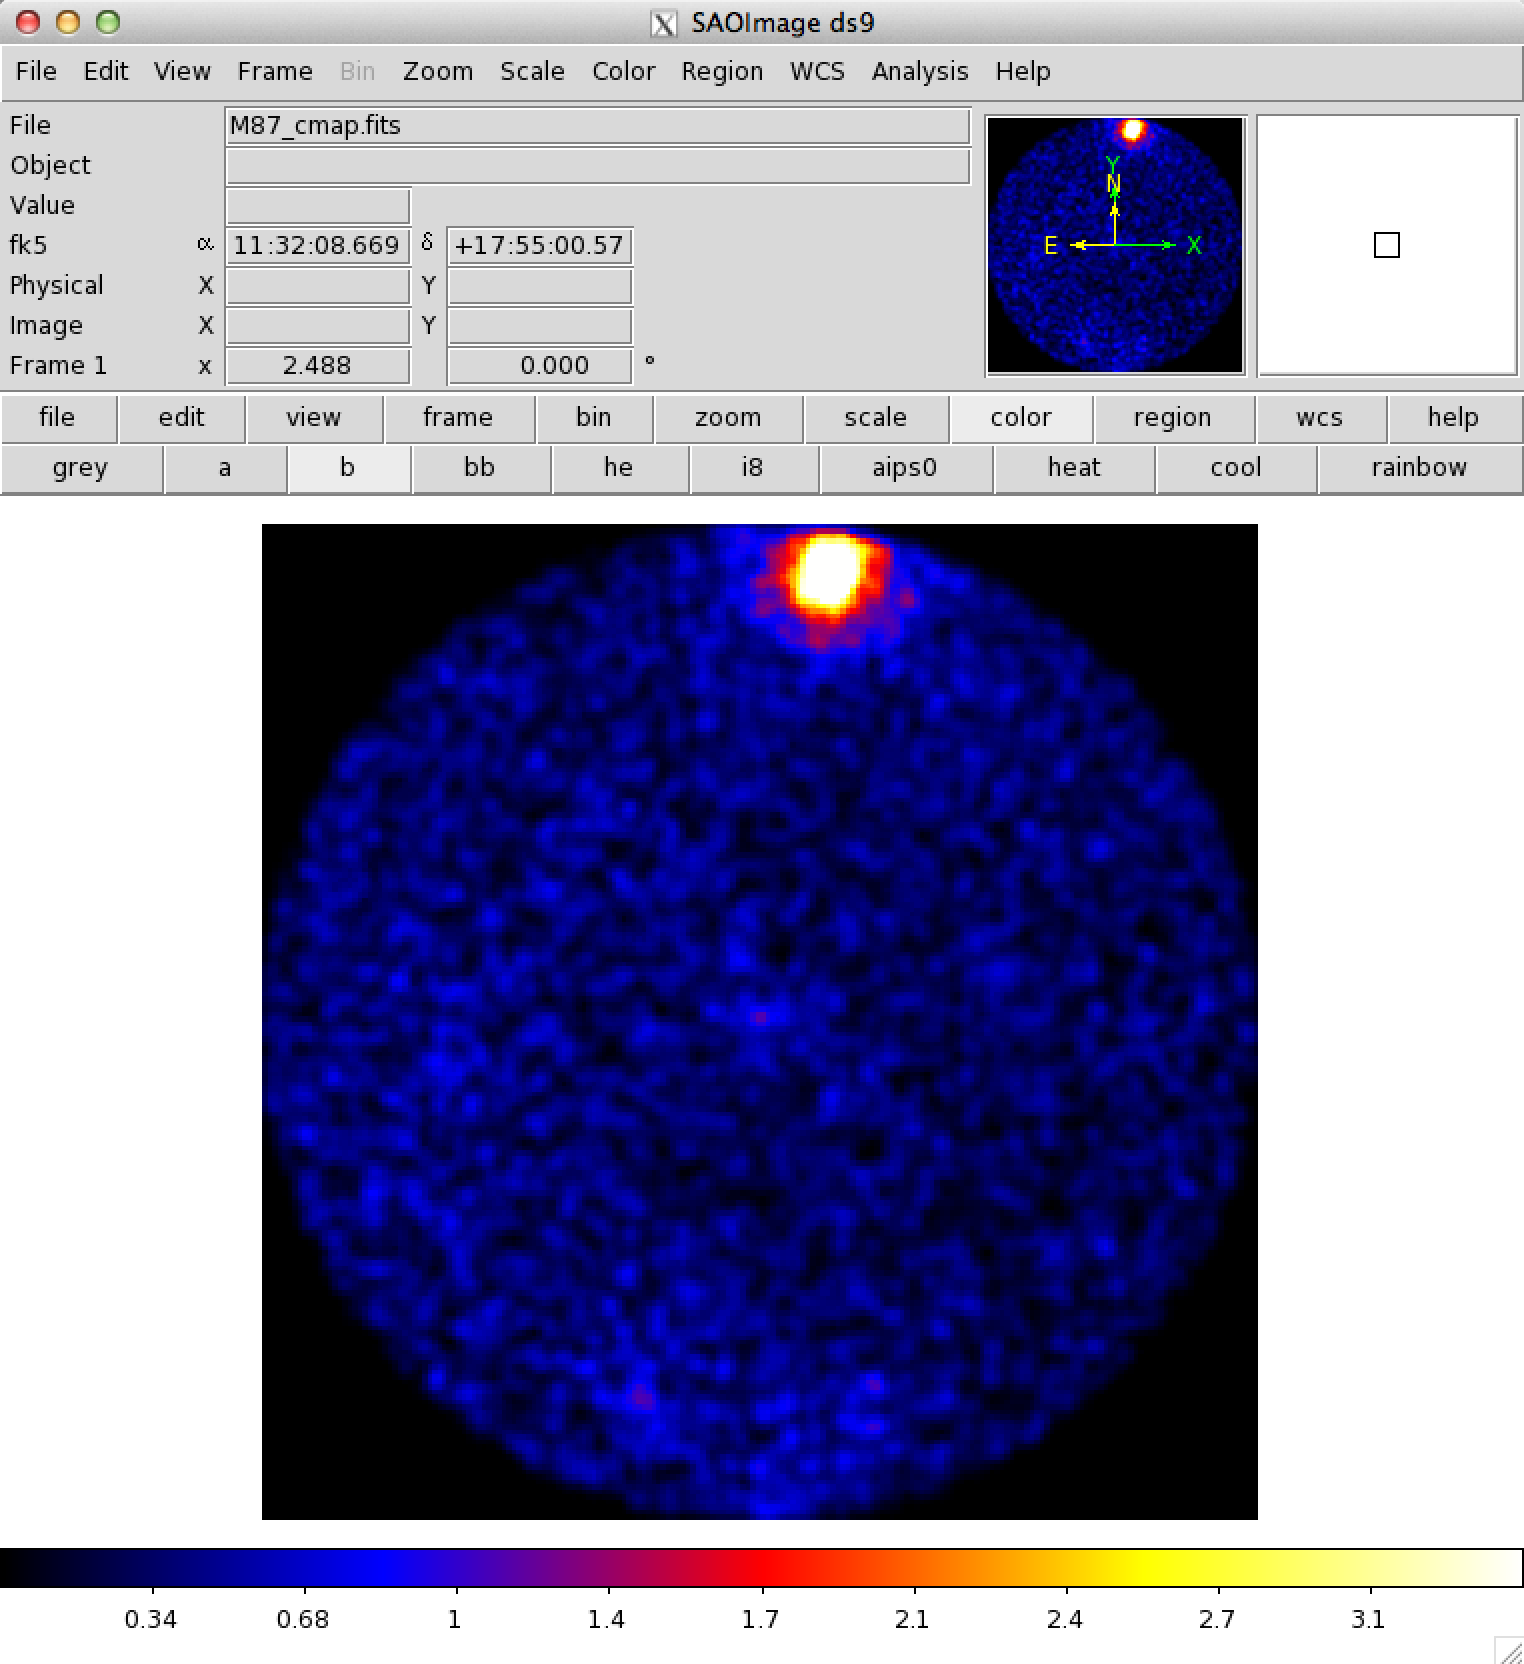 SAOImage ds9
File Edit View Frame Bin Zoom Scale Color Region WCS Analysis Help
File M87_cmap.fits
Object
Value
fk5 α 11:32:08.669 δ +17:55:00.57
Physical X Y
Image X Y
Frame 1 x 2.488 0.000 °
Y
N
E X
file edit view frame bin zoom scale color region wcs help
grey a b bb he i8 aips0 heat cool rainbow
0.34 0.68 1 1.4 1.7 2.1 2.4 2.7 3.1